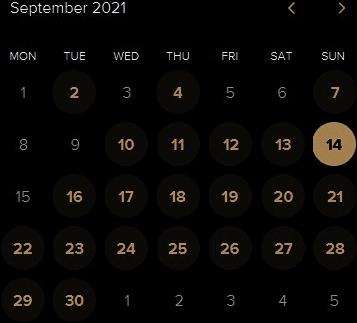 September 2021
MON TUE WED THU FRI SAT SUN
1 2 3 4 5 6 7
8 9 10 11 12 13 14
15 16 17 18 19 20 21
22 23 24 25 26 27 28
29 30 1 2 3 4 5